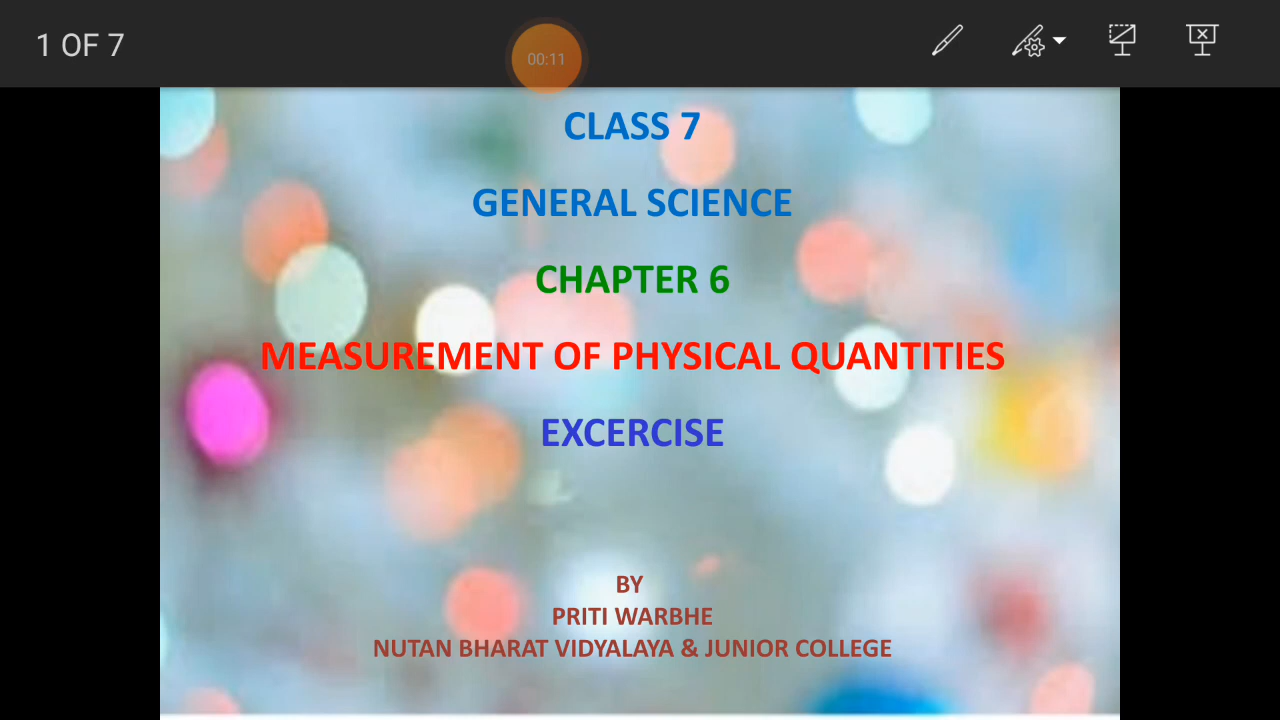 1 OF 7
00:11
CLASS 7
GENERAL SCIENCE
CHAPTER 6
MEASUREMENT OF PHYSICAL QUANTITIES
EXCERCISE
BY
PRITI WARBHE
NUTAN BHARAT VIDYALAYA & JUNIOR COLLEGE